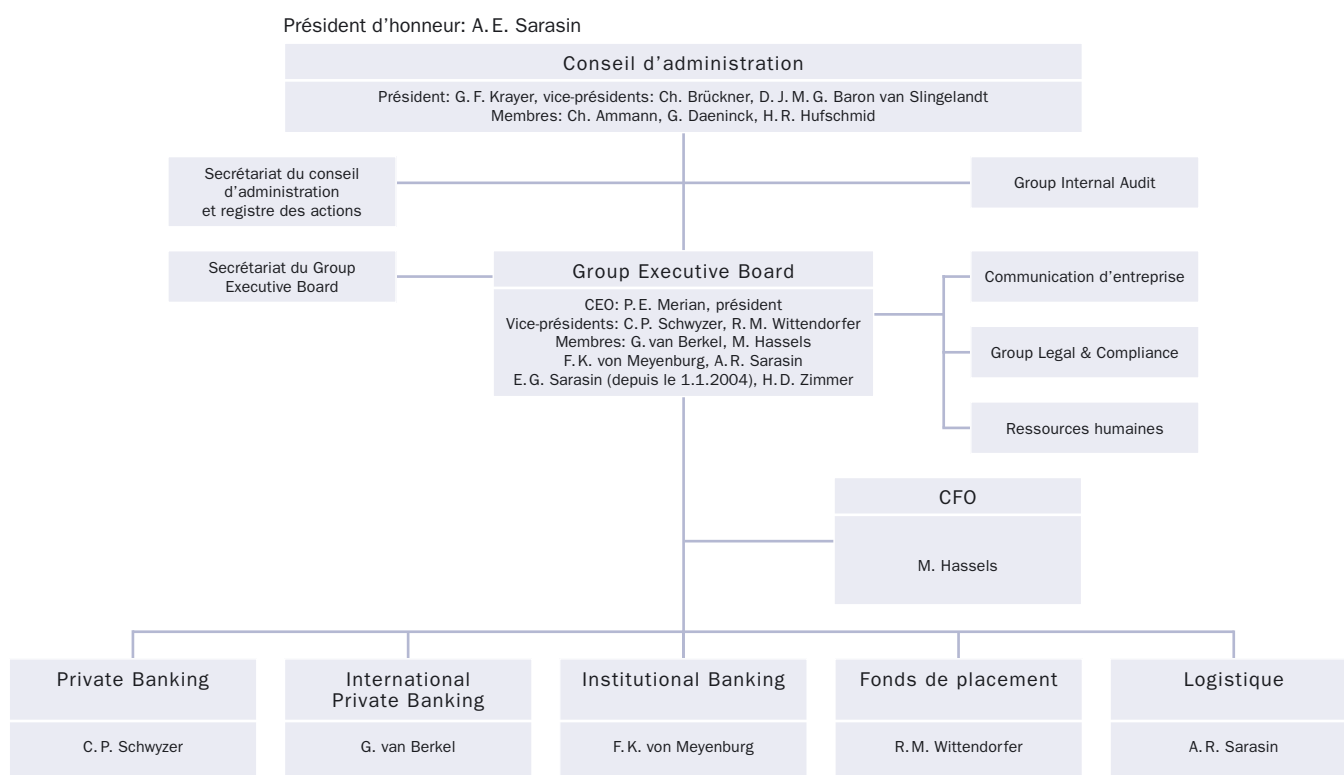 Président d’honneur: A.E. Sarasin
Conseil d’administration
Président: G.F. Krayer, vice-présidents: Ch. Brückner, D.J.M.G. Baron van Slingelandt
Membres: Ch. Ammann, G. Daeninck, H.R. Hufschmid
Secrétariat du conseil
d’administration
et registre des actions
Group Internal Audit
Secrétariat du Group
Executive Board
Group Executive Board
CEO: P.E. Merian, président
Vice-présidents: C.P. Schwyzer, R.M. Wittendorfer
Membres: G. van Berkel, M. Hassels
F.K. von Meyenburg, A.R. Sarasin
E.G. Sarasin (depuis le 1.1.2004), H.D. Zimmer
Communication d’entreprise
Group Legal & Compliance
Ressources humaines
CFO
M. Hassels
Private Banking
C.P. Schwyzer
International
Private Banking
G. van Berkel
Institutional Banking
F.K. von Meyenburg
Fonds de placement
R.M. Wittendorfer
Logistique
A.R. Sarasin